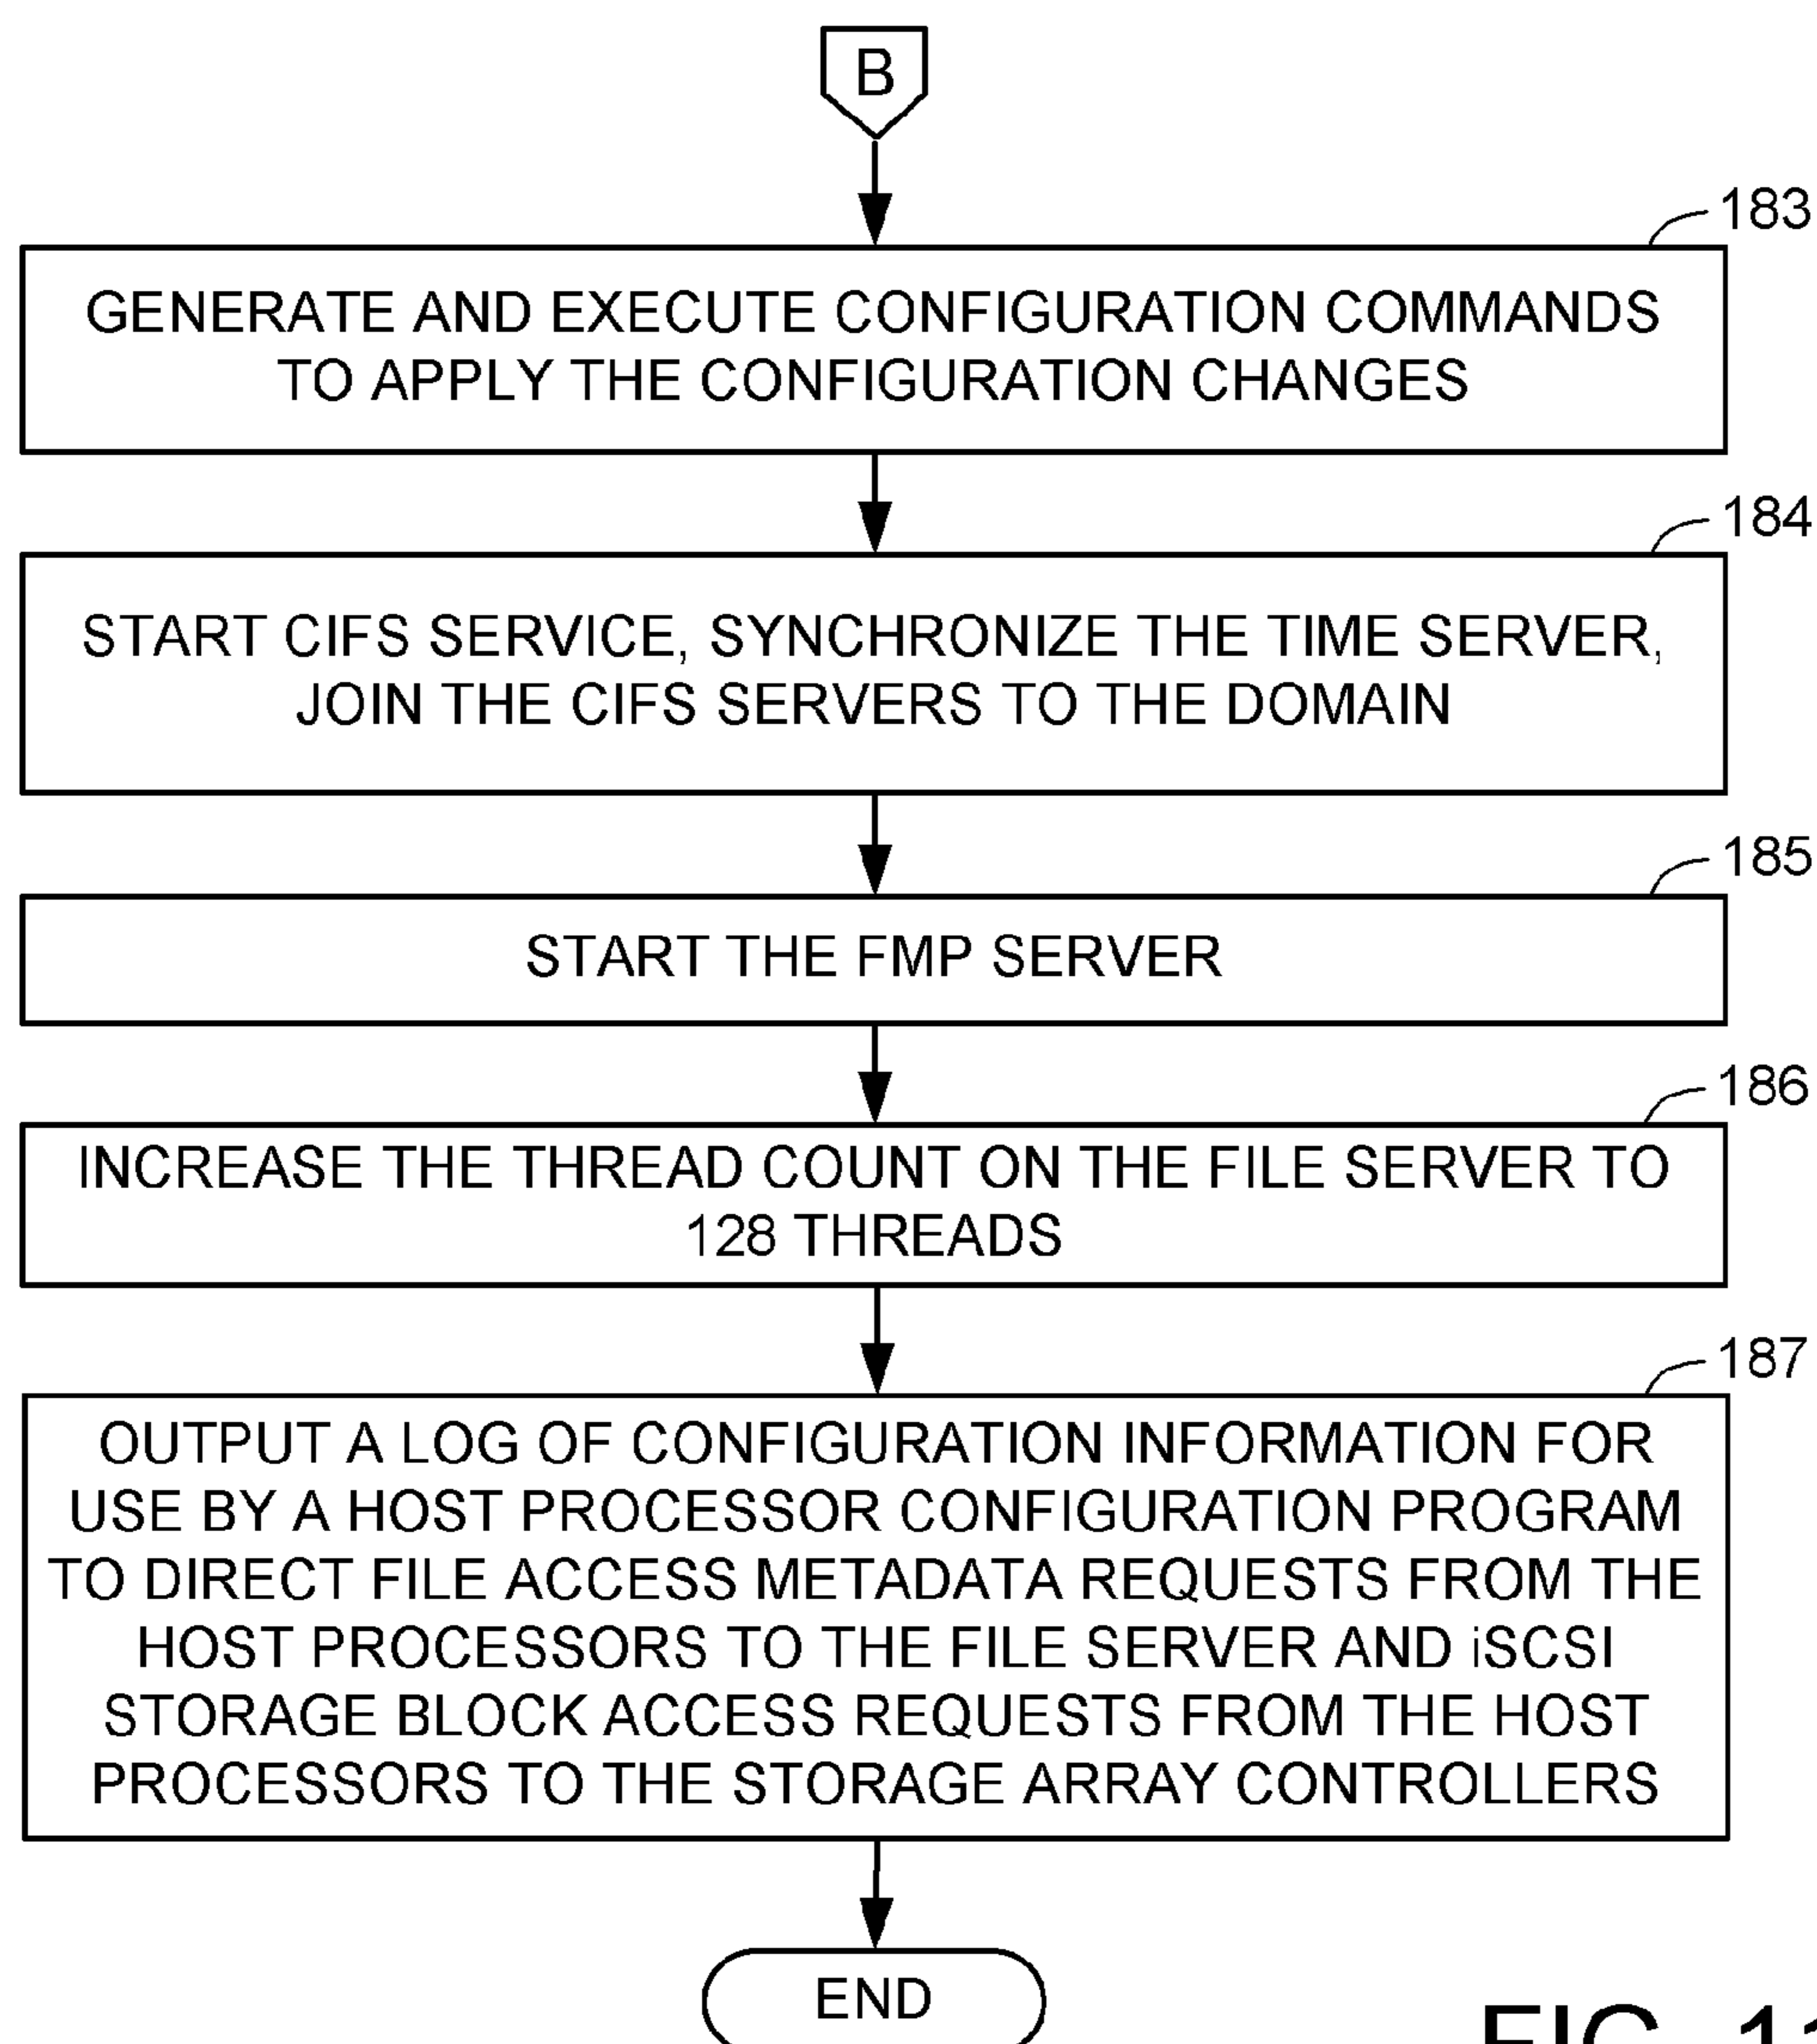 B
183
GENERATE AND EXECUTE CONFIGURATION COMMANDS
TO APPLY THE CONFIGURATION CHANGES
184
START CIFS SERVICE, SYNCHRONIZE THE TIME SERVER,
JOIN THE CIFS SERVERS TO THE DOMAIN
185
START THE FMP SERVER
186
INCREASE THE THREAD COUNT ON THE FILE SERVER TO
128 THREADS
187
OUTPUT A LOG OF CONFIGURATION INFORMATION FOR
USE BY A HOST PROCESSOR CONFIGURATION PROGRAM
TO DIRECT FILE ACCESS METADATA REQUESTS FROM THE
HOST PROCESSORS TO THE FILE SERVER AND iSCSI
STORAGE BLOCK ACCESS REQUESTS FROM THE HOST
PROCESSORS TO THE STORAGE ARRAY CONTROLLERS
END
FIG.